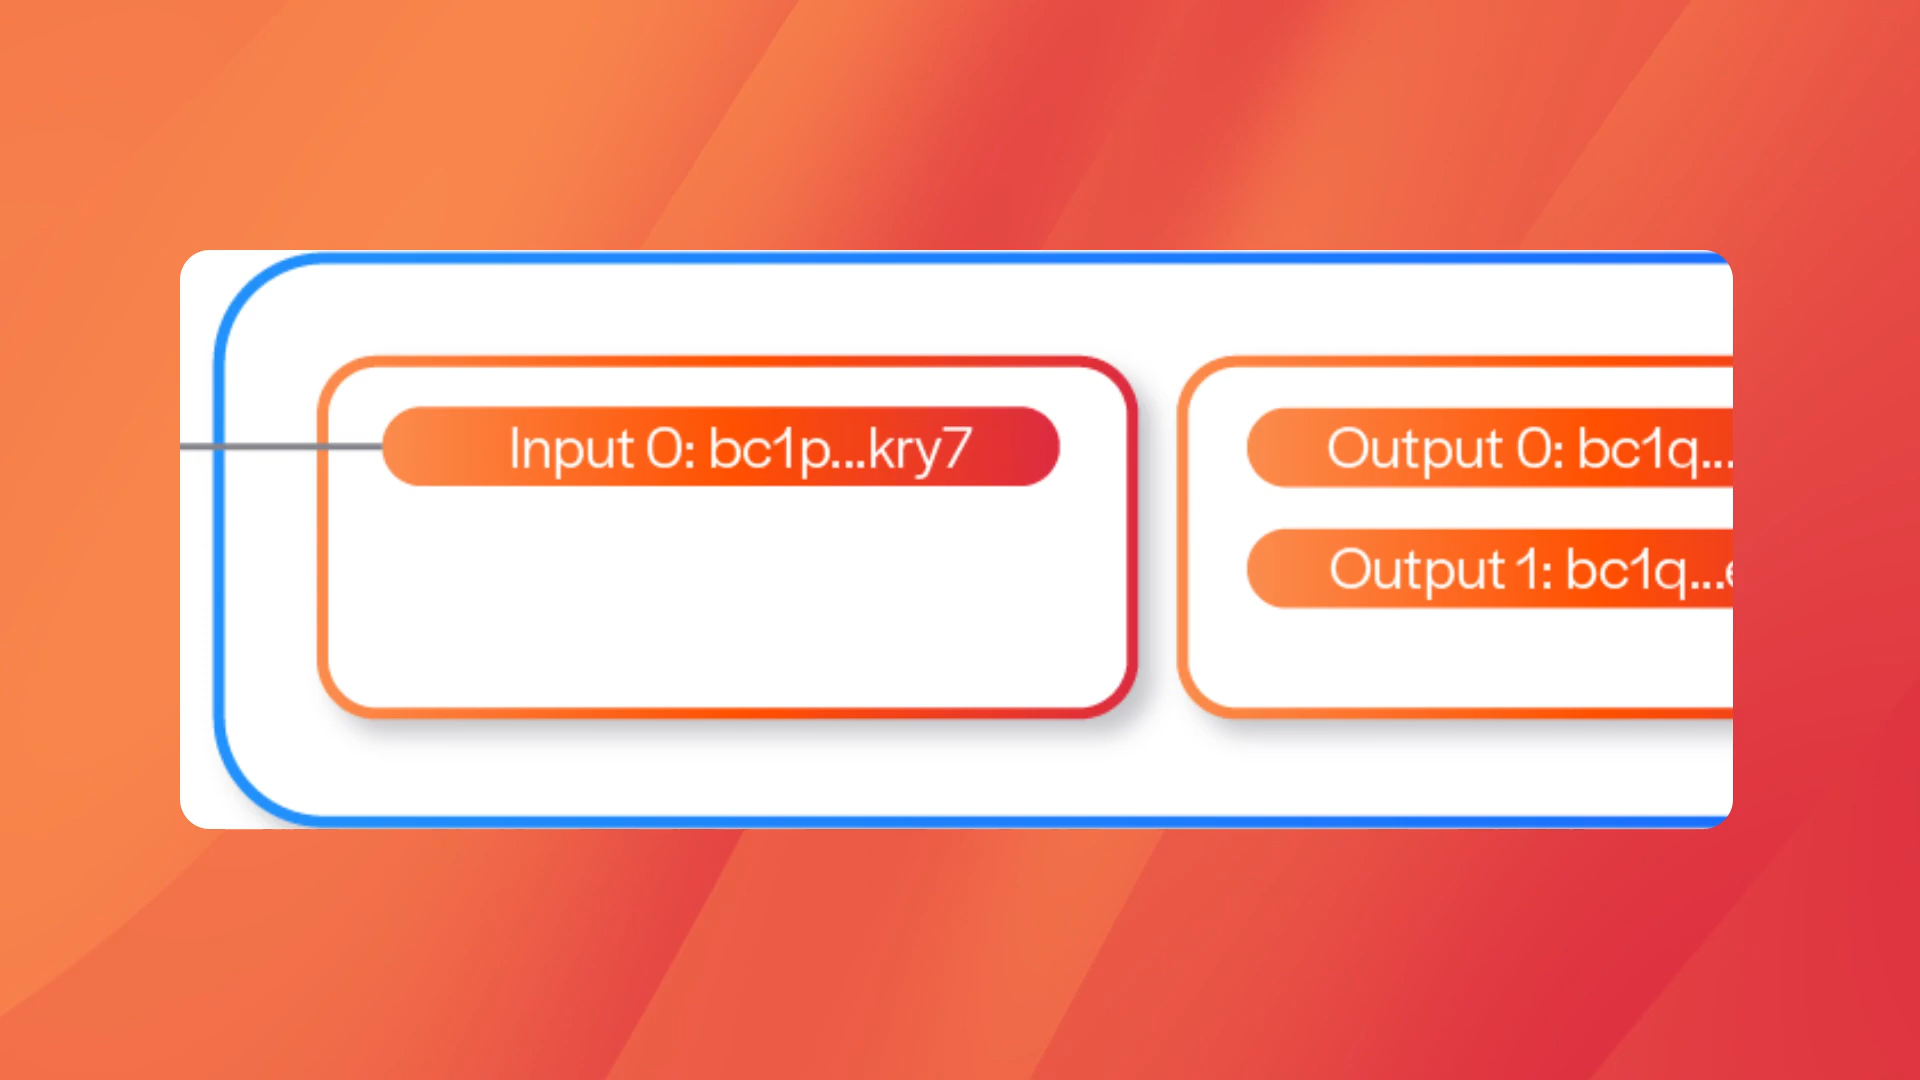 Input 0: bc1p...kry7
Output 0: bc1q...
Output 1: bc1q...